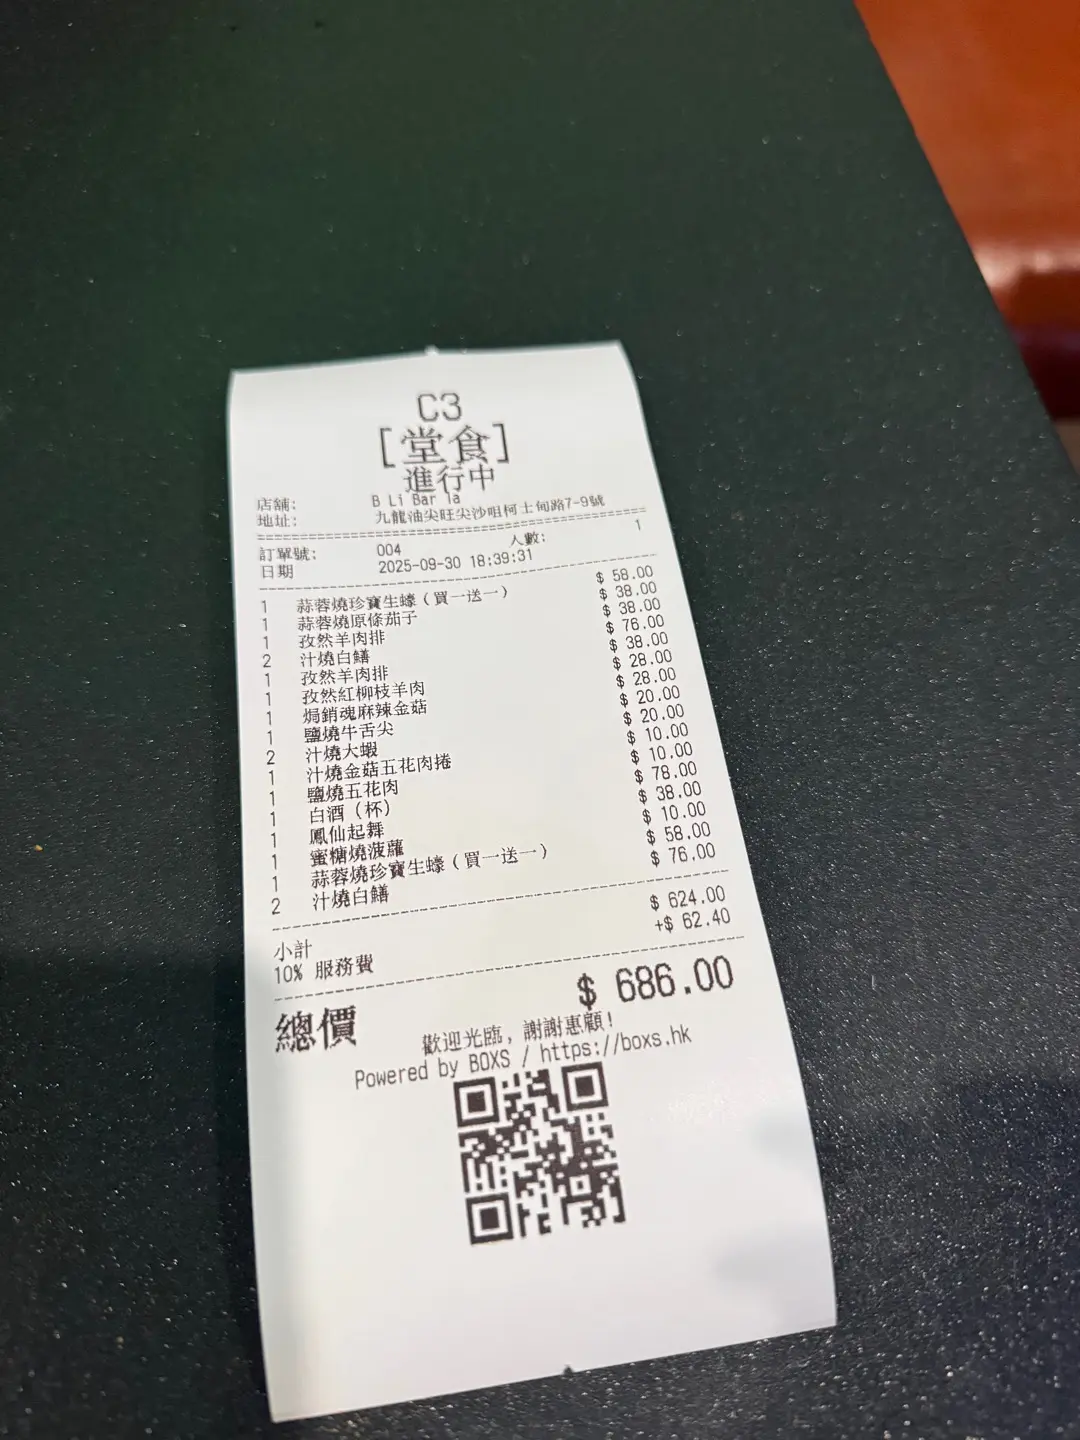 C3
[堂食]
進行中
店舖: B Li Bar la
地址: 九龍油尖旺尖沙咀柯士甸路7-9號
訂單號: 004 人數: 1
日期 2025-09-30 18:39:31
1 蒜蓉燒珍寶生蠔(買一送一) $ 58.00
1 蒜蓉燒原條茄子 $ 38.00
1 孜然羊肉排 $ 38.00
2 汁燒白鱔 $ 76.00
1 孜然羊肉排 $ 38.00
1 孜然紅柳枝羊肉 $ 28.00
1 焗銷魂麻辣金菇 $ 28.00
1 鹽燒牛舌尖 $ 20.00
2 汁燒大蝦 $ 20.00
1 汁燒金菇五花肉捲 $ 10.00
1 鹽燒五花肉 $ 10.00
1 白酒(杯) $ 78.00
1 鳳仙起舞 $ 38.00
1 蜜糖燒菠蘿 $ 10.00
1 蒜蓉燒珍寶生蠔(買一送一) $ 58.00
2 汁燒白鱔 $ 76.00
小計 $ 624.00
10% 服務費 +$ 62.40
總價 $ 686.00
歡迎光臨, 謝謝惠顧!
Powered by BOXS / https://boxs.hk